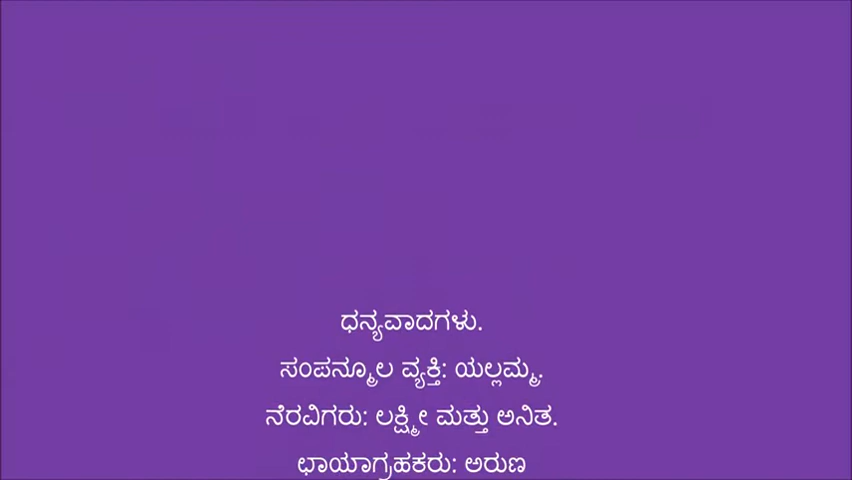 ಧನ್ಯವಾದಗಳು.
ಸಂಪನ್ಮೂಲ ವ್ಯಕ್ತಿ: ಯಲ್ಲಮ್ಮ.
ನೆರವಿಗರು: ಲಕ್ಷ್ಮೀ ಮತ್ತು ಅನಿತ.
ಛಾಯಾಗ್ರಹಕರು: ಅರುಣ